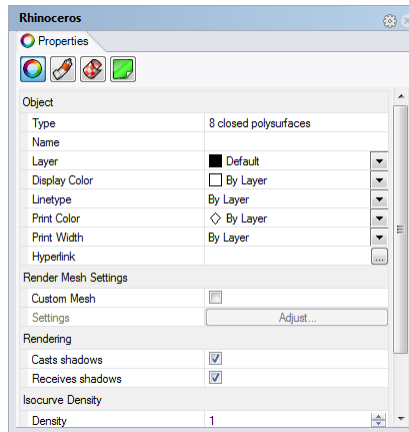 Rhinoceros
Properties
Object
Type 8 closed polysurfaces
Name
Layer Default
Display Color By Layer
Linetype By Layer
Print Color By Layer
Print Width By Layer
Hyperlink ...
Render Mesh Settings
Custom Mesh
Settings Adjust...
Rendering
Casts shadows
Receives shadows
Isocurve Density
Density 1